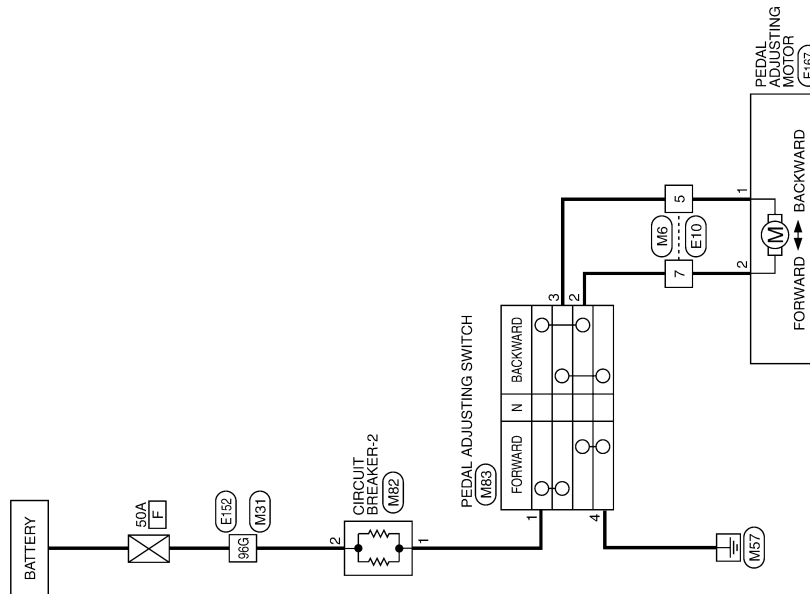 BATTERY
50A
F
96G
E152
M31
2
CIRCUIT
BREAKER-2
M82
1
PEDAL ADJUSTING SWITCH
M83
FORWARD
N
BACKWARD
1
4
3
2
M57
5
M6
E10
7
1
2
PEDAL
ADJUSTING
MOTOR
E167
M
FORWARD
BACKWARD